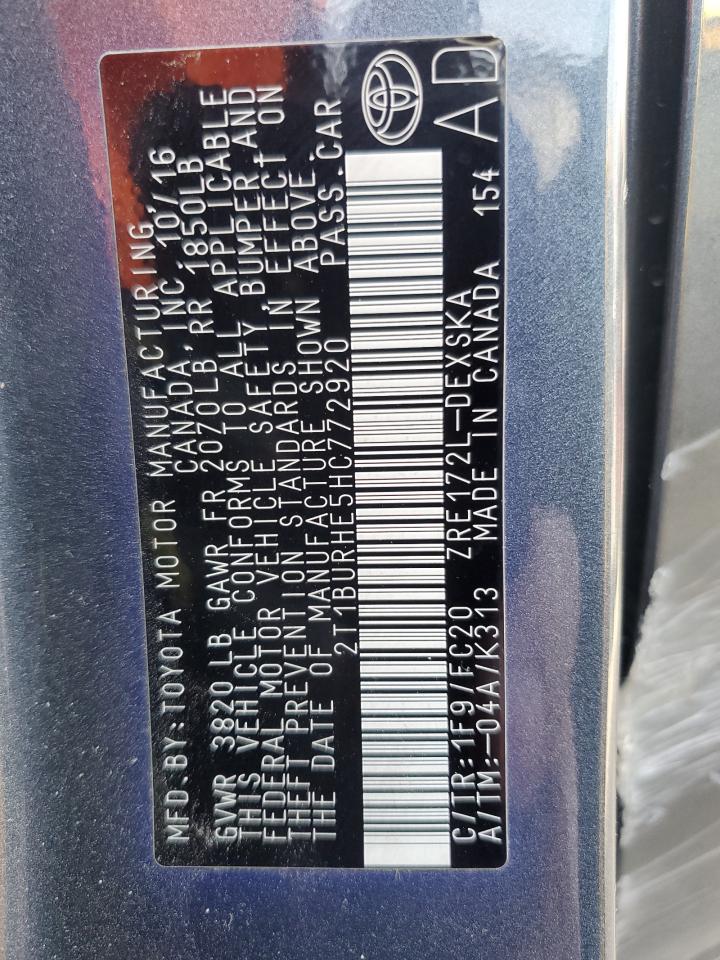 MFD.BY:TOYOTA MOTOR MANUFACTURING,
CANADA,INC. 10/16
GVWR 3820LB GAWR FR 2070LB RR 1850LB
THIS VEHICLE CONFORMS TO ALL APPLICABLE
FEDERAL MOTOR VEHICLE SAFETY,BUMPER,AND
THEFT PREVENTION STANDARDS IN EFFECT ON
THE DATE OF MANUFACTURE SHOWN ABOVE.
2T1BURHE5HC772920 PASS.CAR
C/TR:1F9/FC20 ZRE172L-DEXSKA
A/TM:-04A/K313 MADE IN CANADA 154
AD